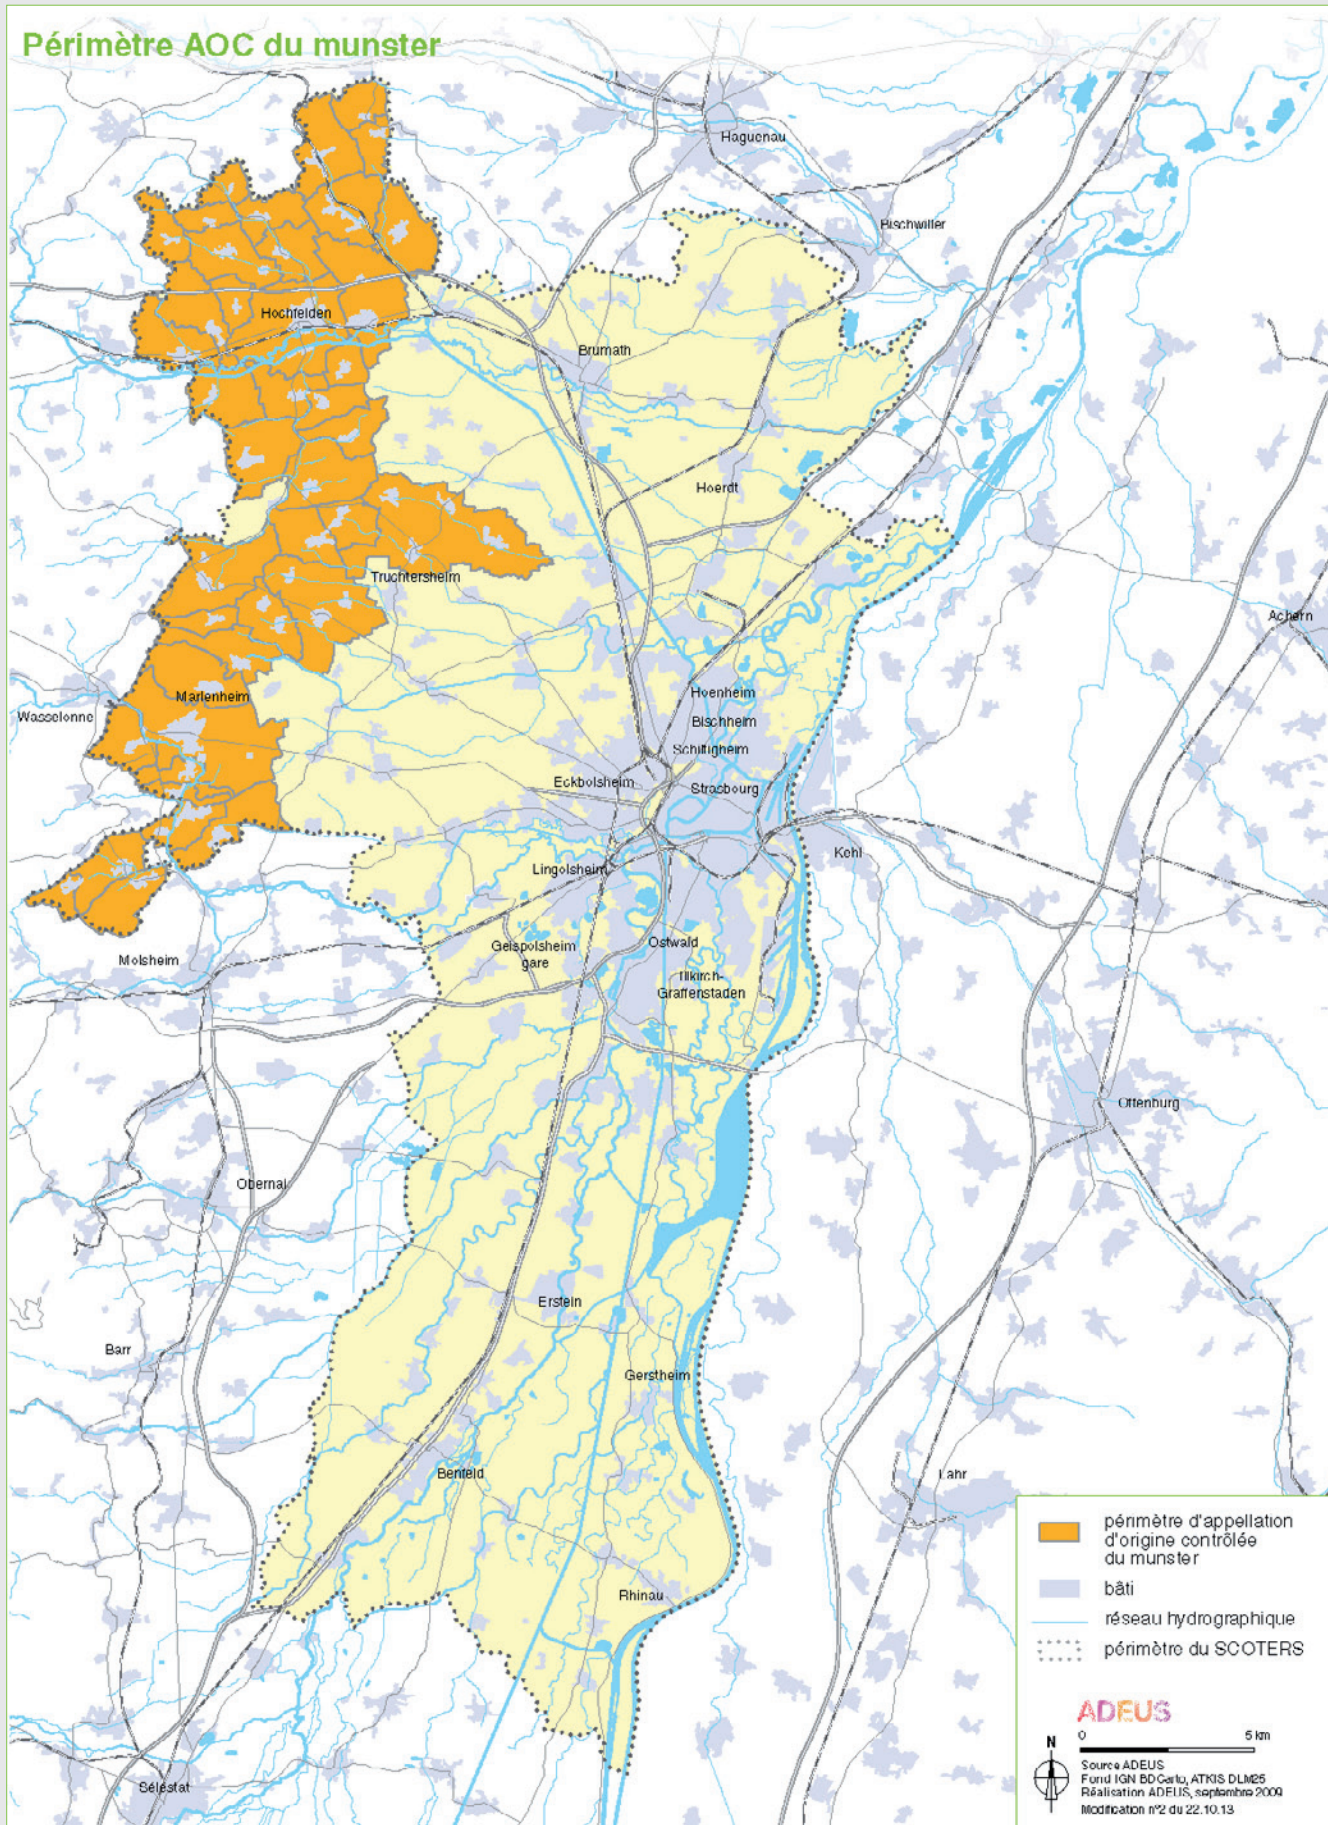 Périmètre AOC du munster
Haguenau
Bischwiller
Hochfelden
Brumath
Hoerdt
Truchtersheim
Achern
Marlenheim
Wasselonne
Hoenheim
Bischheim
Schiltigheim
Eckbolsheim
Strasbourg
Kehl
Lingolsheim
Ostwald
Geispolsheim
gare
Molsheim
Illkirch-
Graffenstaden
Offenburg
Obernai
Erstein
Barr
Gerstheim
Benfeld
Lahr
Rhinau
Sélestat
périmètre d'appellation
d'origine contrôlée
du munster
bâti
réseau hydrographique
périmètre du SCOTERS
ADEUS
0 5 km
N
Source ADEUS
Fond IGN BDCarto, ATKIS DLM25
Réalisation ADEUS, septembre 2009
Modification n°2 du 22.10.13